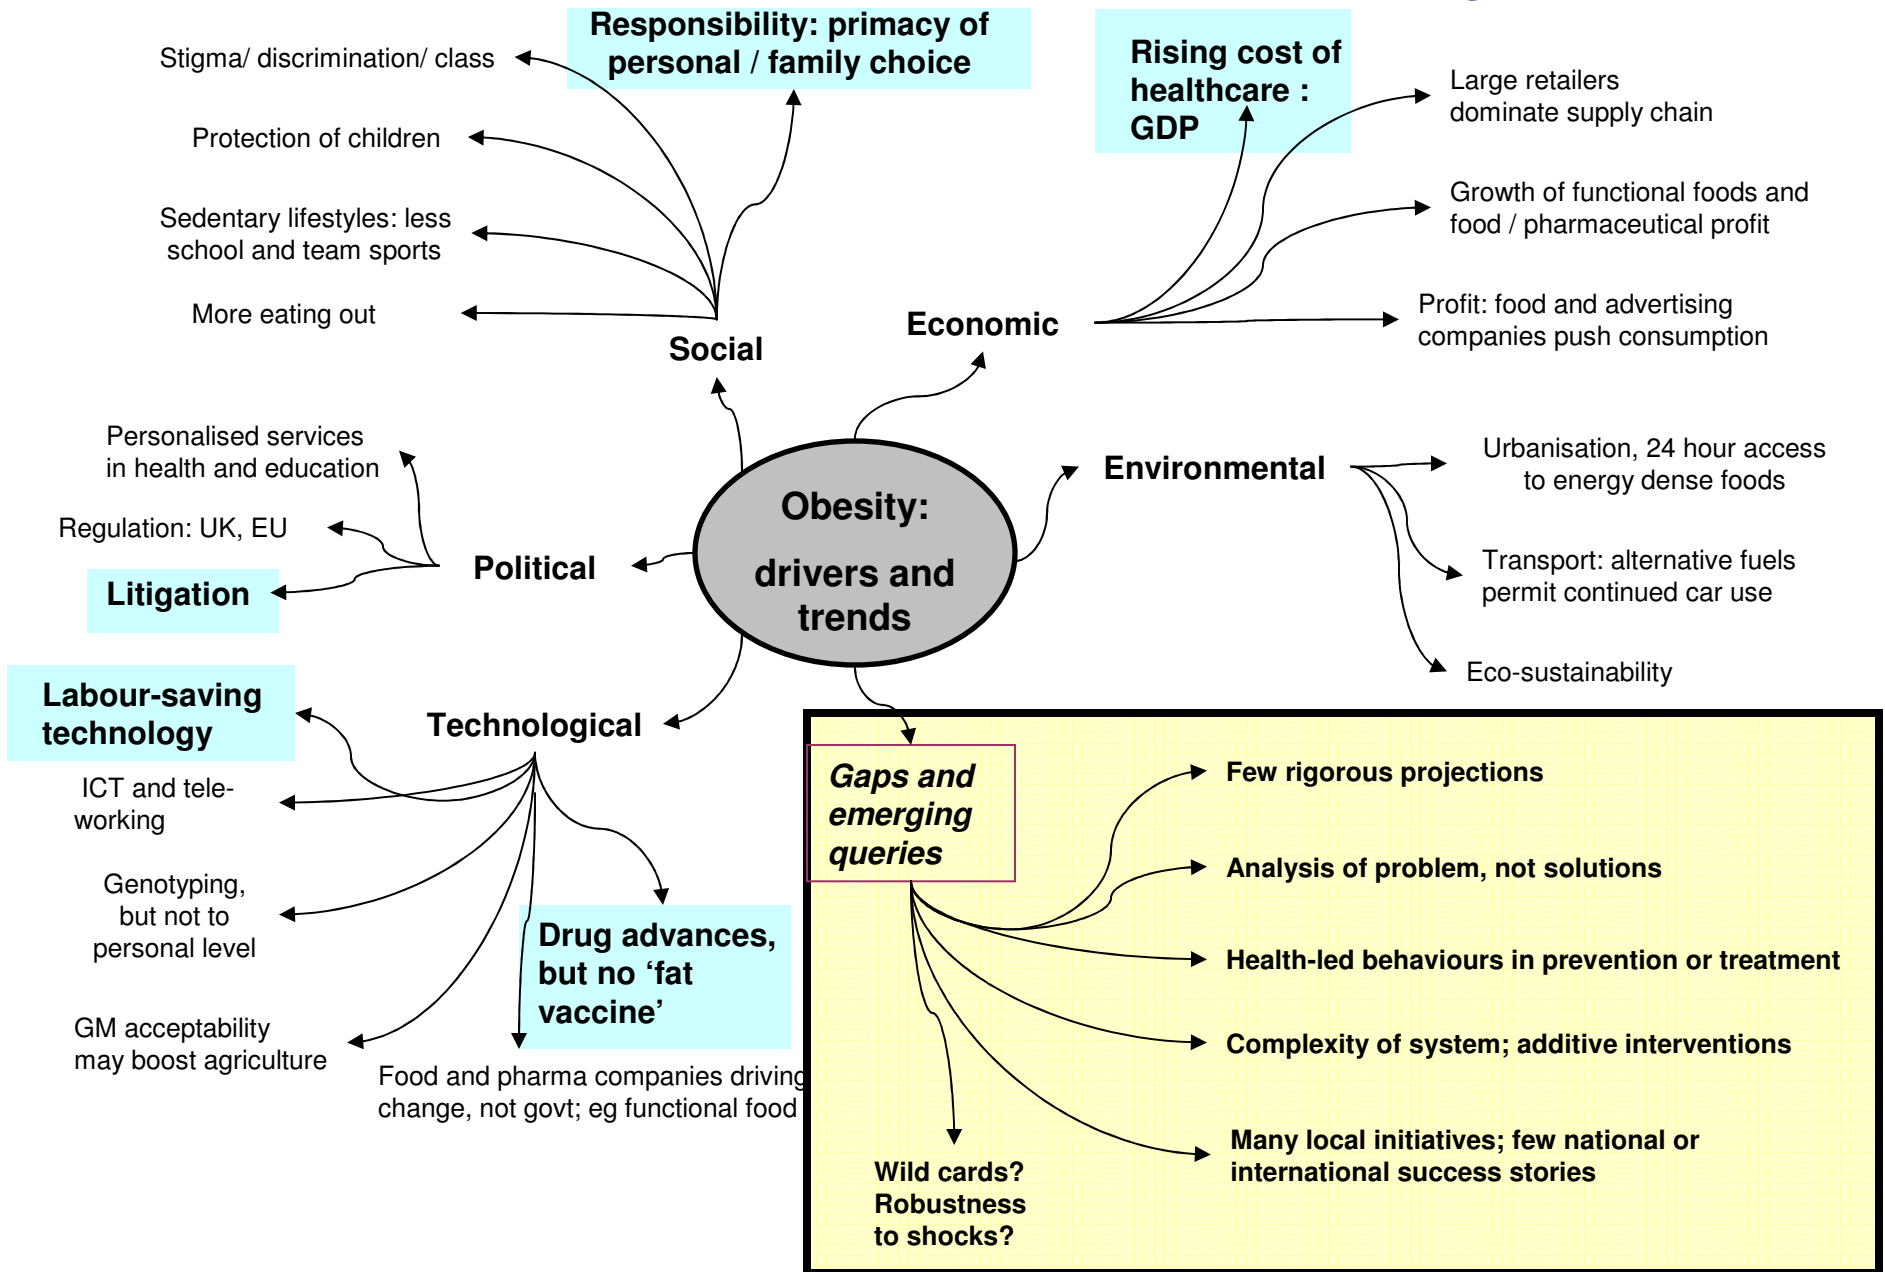 Responsibility: primacy of
personal / family choice
Stigma/ discrimination/ class
Protection of children
Sedentary lifestyles: less
school and team sports
More eating out
Social
Rising cost of
healthcare :
GDP
Large retailers
dominate supply chain
Growth of functional foods and
food / pharmaceutical profit
Profit: food and advertising
companies push consumption
Economic
Personalised services
in health and education
Regulation: UK, EU
Litigation
Political
Obesity:
drivers and
trends
Environmental
Urbanisation, 24 hour access
to energy dense foods
Transport: alternative fuels
permit continued car use
Eco-sustainability
Labour-saving
technology
Technological
ICT and tele-
working
Genotyping,
but not to
personal level
GM acceptability
may boost agriculture
Drug advances,
but no ‘fat
vaccine’
Food and pharma companies driving
change, not govt; eg functional food
Gaps and
emerging
queries
Few rigorous projections
Analysis of problem, not solutions
Health-led behaviours in prevention or treatment
Complexity of system; additive interventions
Many local initiatives; few national or
international success stories
Wild cards?
Robustness
to shocks?